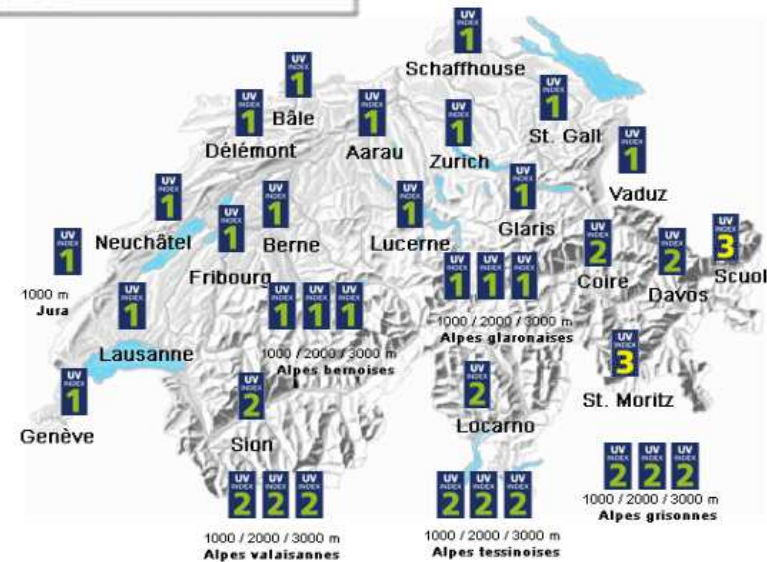 UV
INDEX
1
Schaffhouse
UV
INDEX
1
Bâle
UV
INDEX
1
Délémont
UV
INDEX
1
Aarau
UV
INDEX
1
Zurich
UV
INDEX
1
St. Gall
UV
INDEX
1
Vaduz
UV
INDEX
1
Neuchâtel
UV
INDEX
1
Fribourg
UV
INDEX
1
Berne
UV
INDEX
1
Lucerne
UV
INDEX
1
Glaris
UV
INDEX
2
Coire
UV
INDEX
2
Davos
UV
INDEX
3
Scuol
UV
INDEX
1
1000 m
Jura
UV
INDEX
1
Lausanne
UV UV UV
INDEX INDEX INDEX
1 1 1
1000 / 2000 / 3000 m
Alpes bernoises
UV UV UV
INDEX INDEX INDEX
1 1 1
1000 / 2000 / 3000 m
Alpes glaronaises
UV
INDEX
3
St. Moritz
UV
INDEX
1
Genève
UV
INDEX
2
Sion
UV
INDEX
2
Locarno
UV UV UV
INDEX INDEX INDEX
2 2 2
1000 / 2000 / 3000 m
Alpes valaisannes
UV UV UV
INDEX INDEX INDEX
2 2 2
1000 / 2000 / 3000 m
Alpes tessinoises
UV UV UV
INDEX INDEX INDEX
2 2 2
1000 / 2000 / 3000 m
Alpes grisonnes